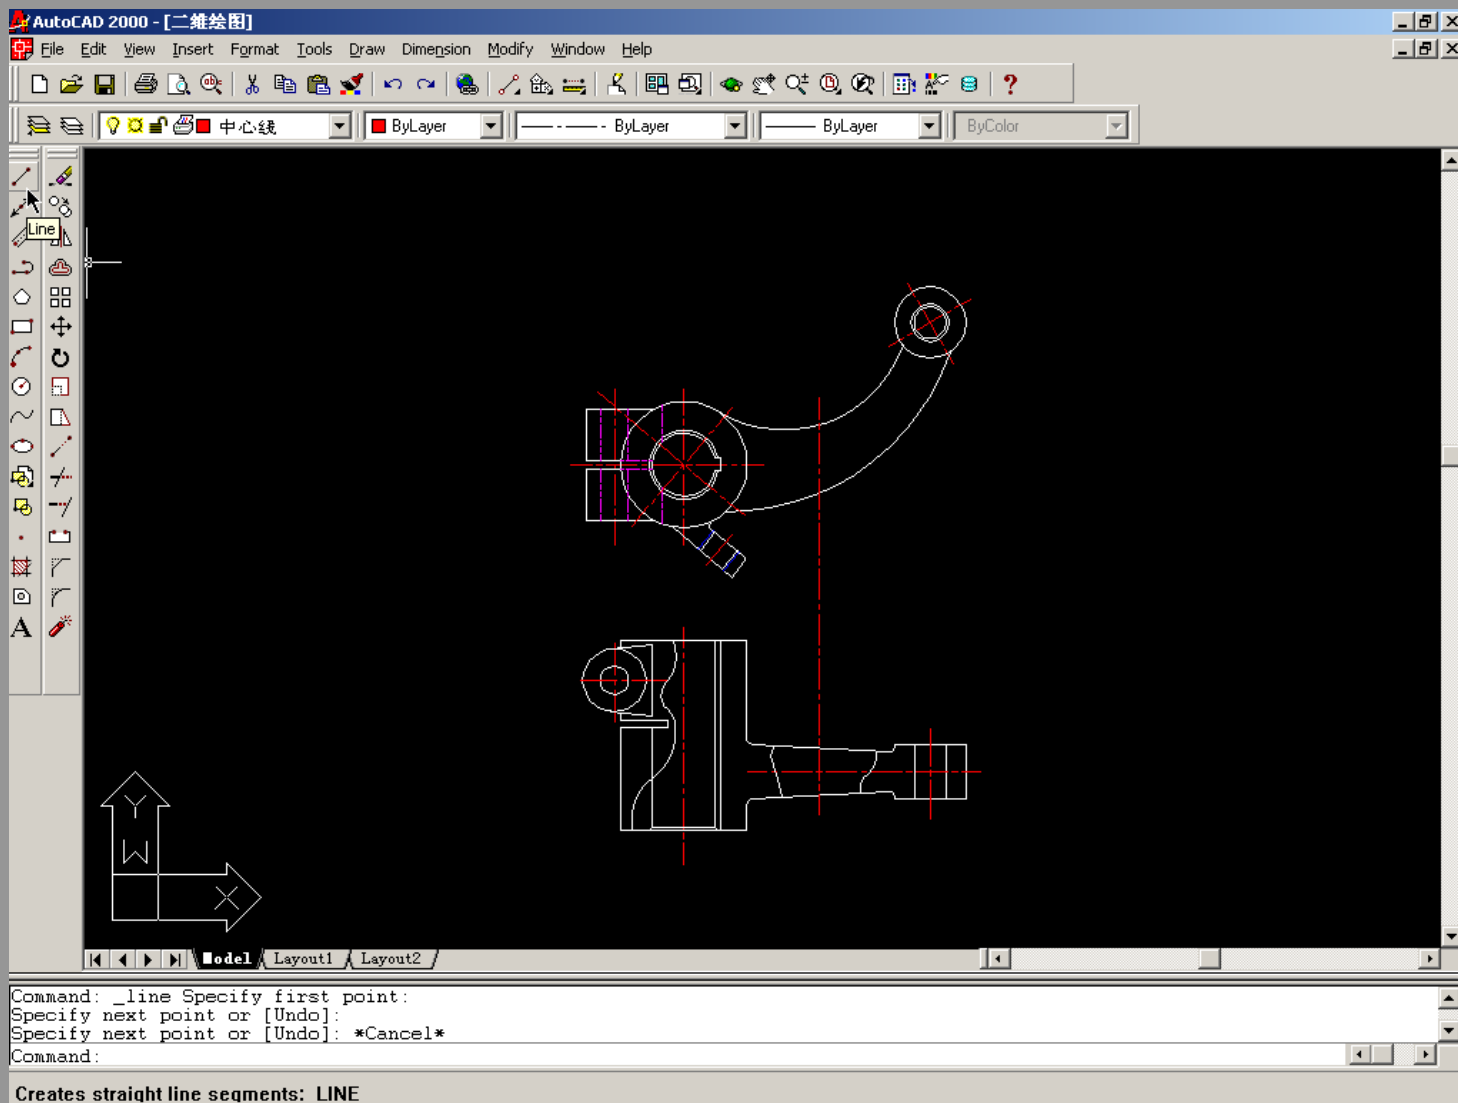 AutoCAD 2000 - [二维绘图]
File Edit View Insert Format Tools Draw Dimension Modify Window Help
中心线 ByLayer ByLayer ByLayer ByColor
Line
Y
W
X
Model Layout1 Layout2
Command: _line Specify first point:
Specify next point or [Undo]:
Specify next point or [Undo]: *Cancel*
Command:
Creates straight line segments: LINE